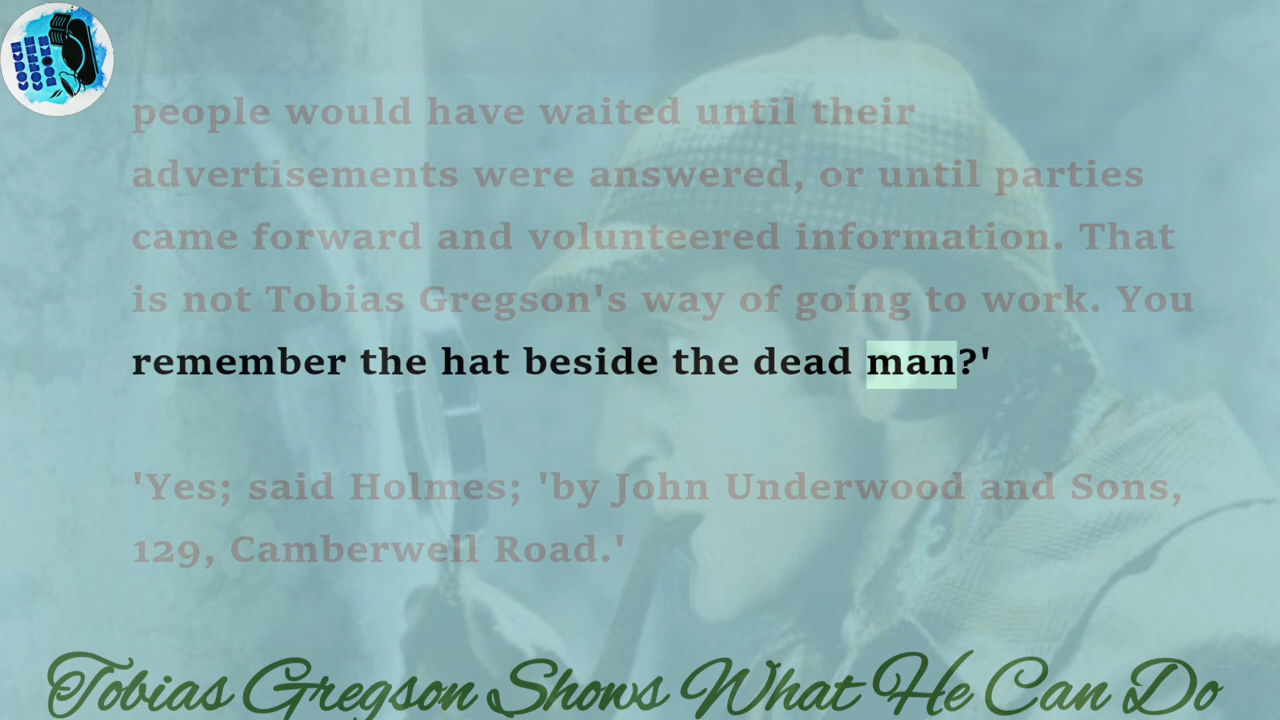 people would have waited until their
advertisements were answered, or until parties
came forward and volunteered information. That
is not Tobias Gregson's way of going to work. You
remember the hat beside the dead man?'
'Yes; said Holmes; 'by John Underwood and Sons,
129, Camberwell Road.'
Tobias Gregson Shows What He Can Do